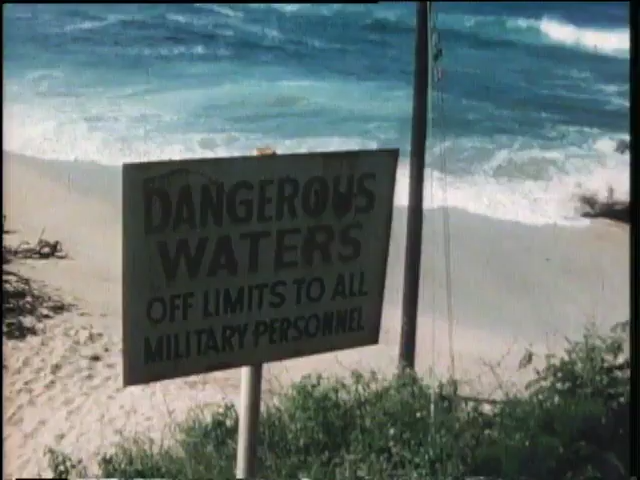 DANGEROUS
WATERS
OFF LIMITS TO ALL
MILITARY PERSONNEL